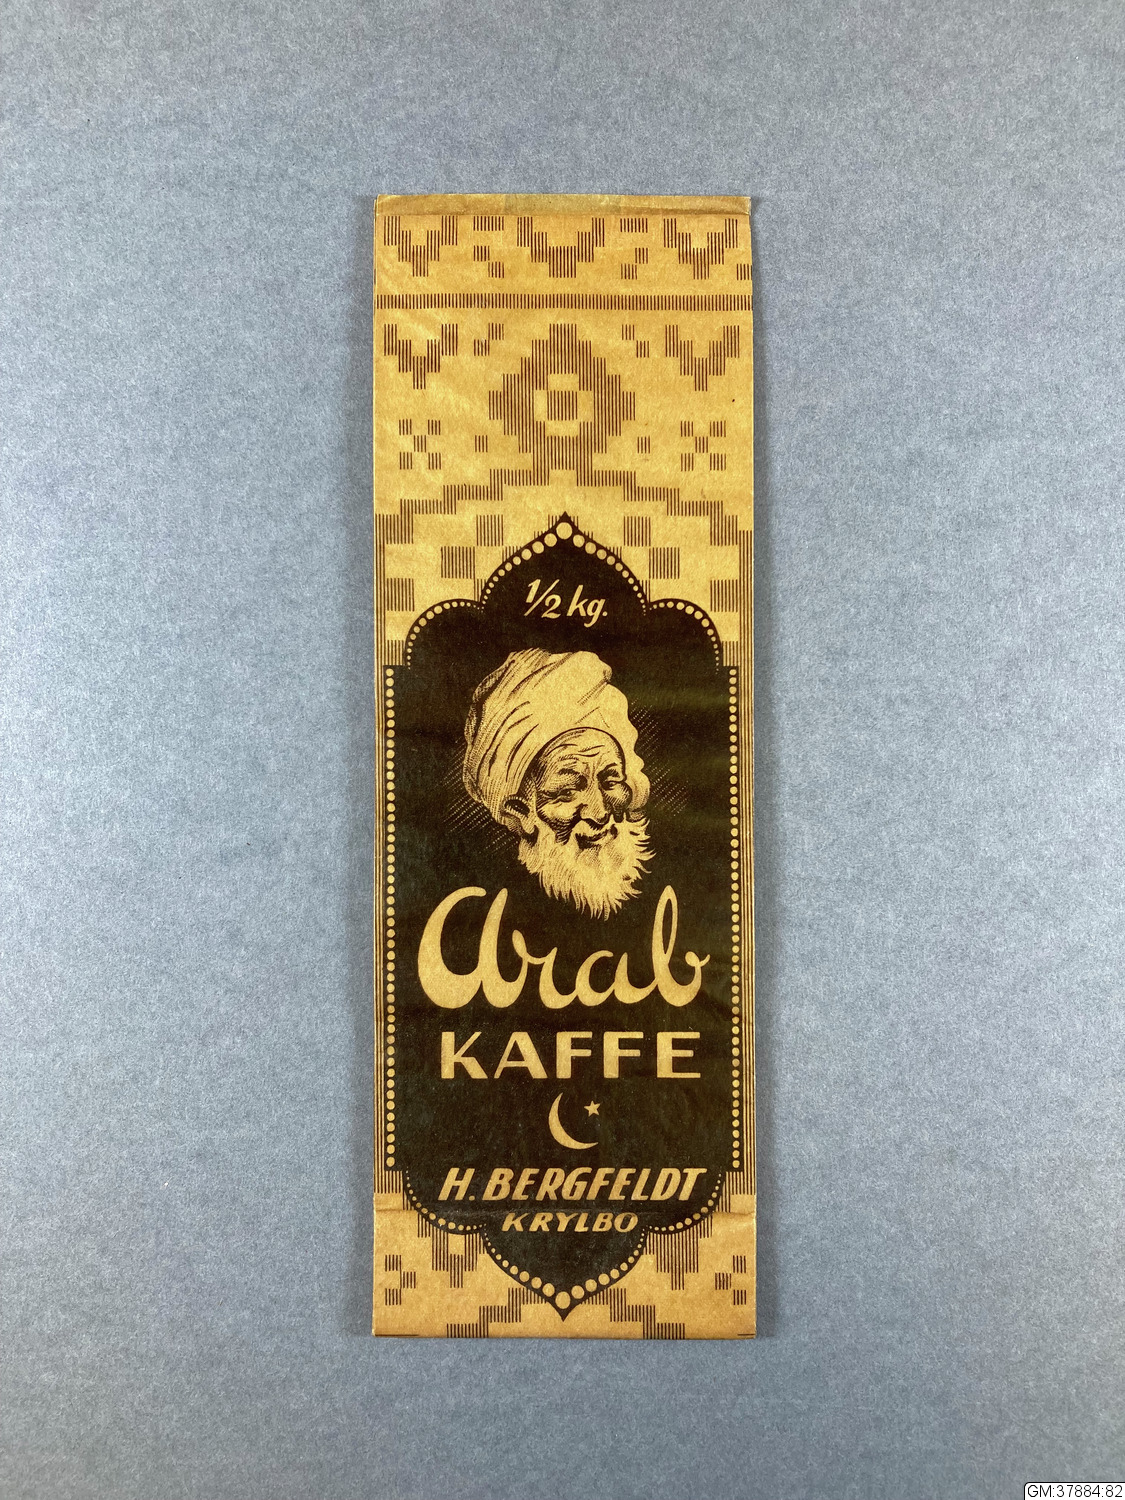 1/2 kg.
Arab
KAFFE
H. BERGFELDT
KRYLBO
GM:37884:82